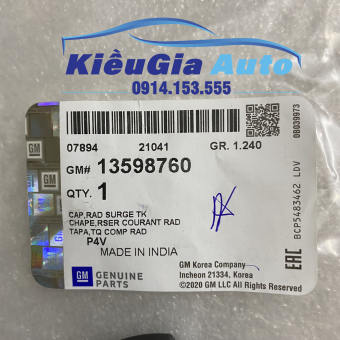 KiềuGia Auto
0914.153.555
07894 21041 GR. 1.240
GM# 13598760
QTY. 1
CAP,RAD SURGE TK
CHAPE,RSER COURANT RAD
TAPA,TQ COMP RAD
P4V
MADE IN INDIA
GM Korea Company
Incheon 21334, Korea
©2020 GM LLC All Rights Reserved
gm GENUINE
PARTS
GM
08039973
BCP5483462 LDV
EAC